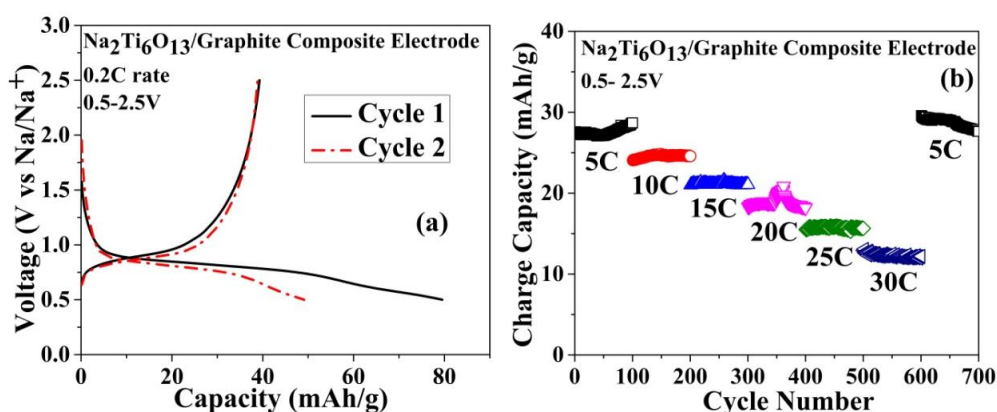 Na₂Ti₆O₁₃/Graphite Composite Electrode
0.2C rate
0.5-2.5V
Cycle 1
Cycle 2
(a)
Voltage (V vs Na/Na⁺)
3.0
2.5
2.0
1.5
1.0
0.5
0.0
0 20 40 60 80
Capacity (mAh/g)
Na₂Ti₆O₁₃/Graphite Composite Electrode
0.5- 2.5V
(b)
5C
10C
15C
20C
25C
30C
5C
Charge Capacity (mAh/g)
40
30
20
10
0
0 100 200 300 400 500 600 700
Cycle Number